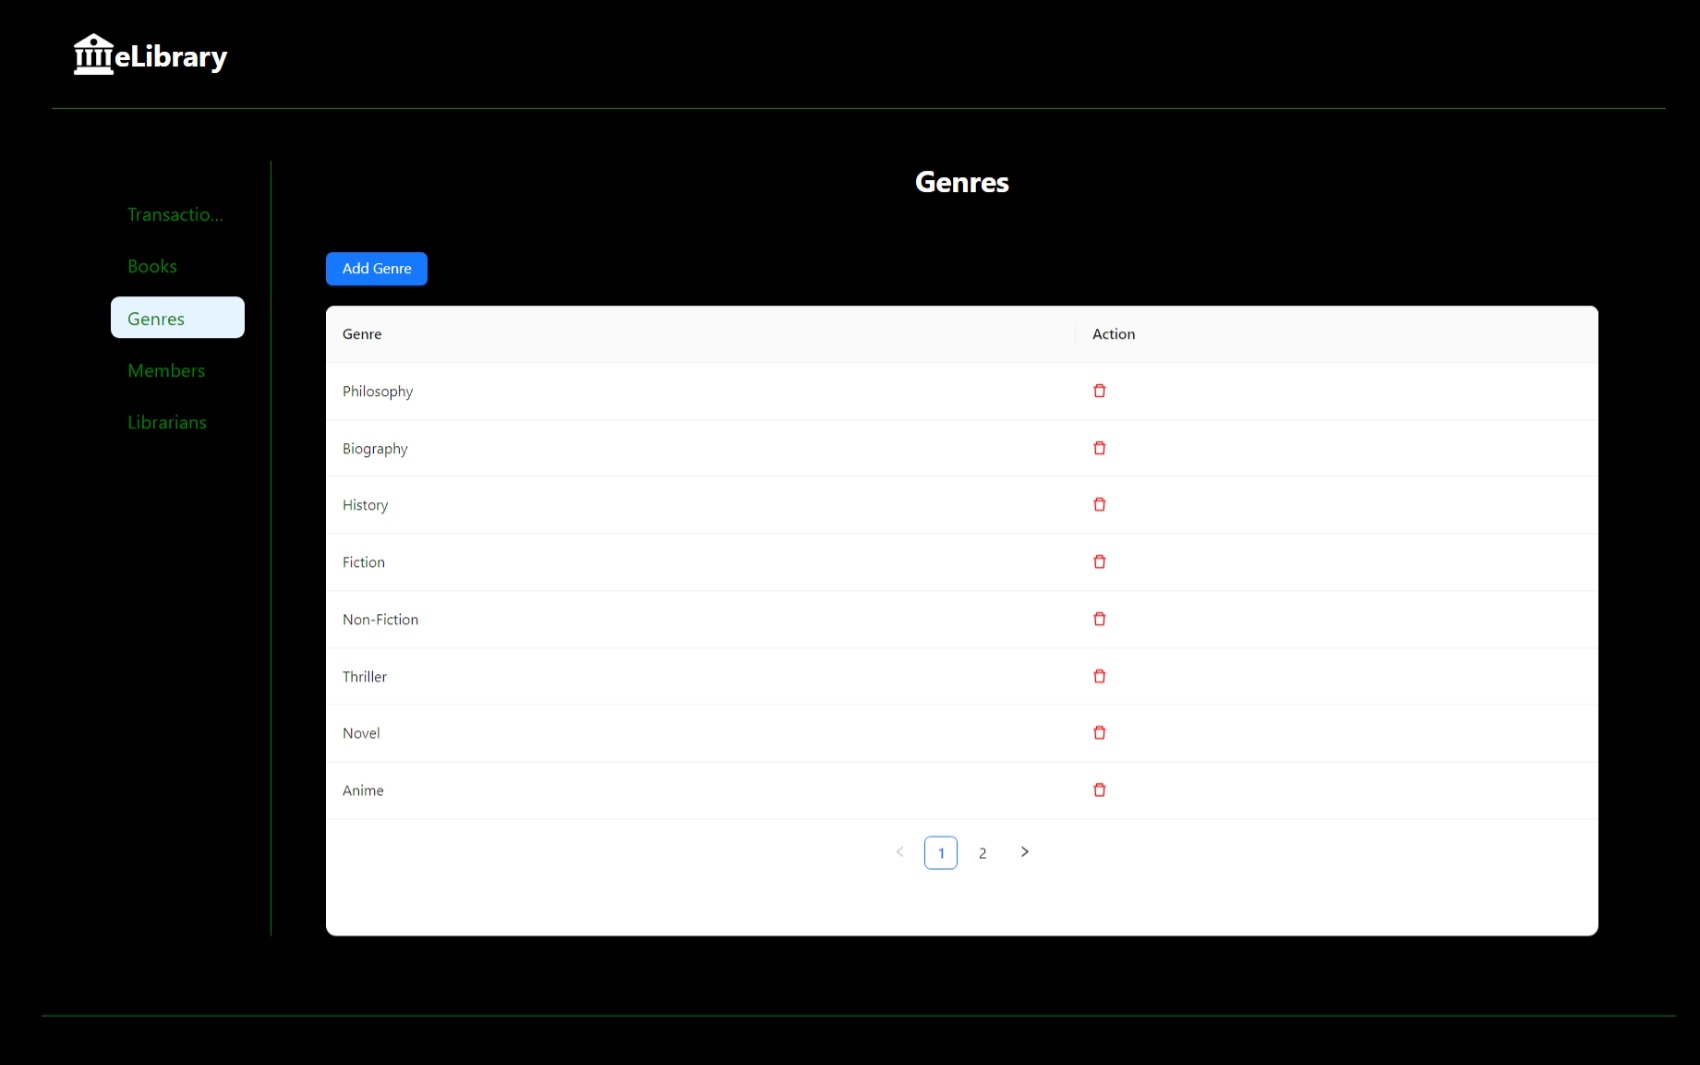 eLibrary
Transactio...
Books
Genres
Members
Librarians
Genres
Add Genre
Genre Action
Philosophy
Biography
History
Fiction
Non-Fiction
Thriller
Novel
Anime
1 2